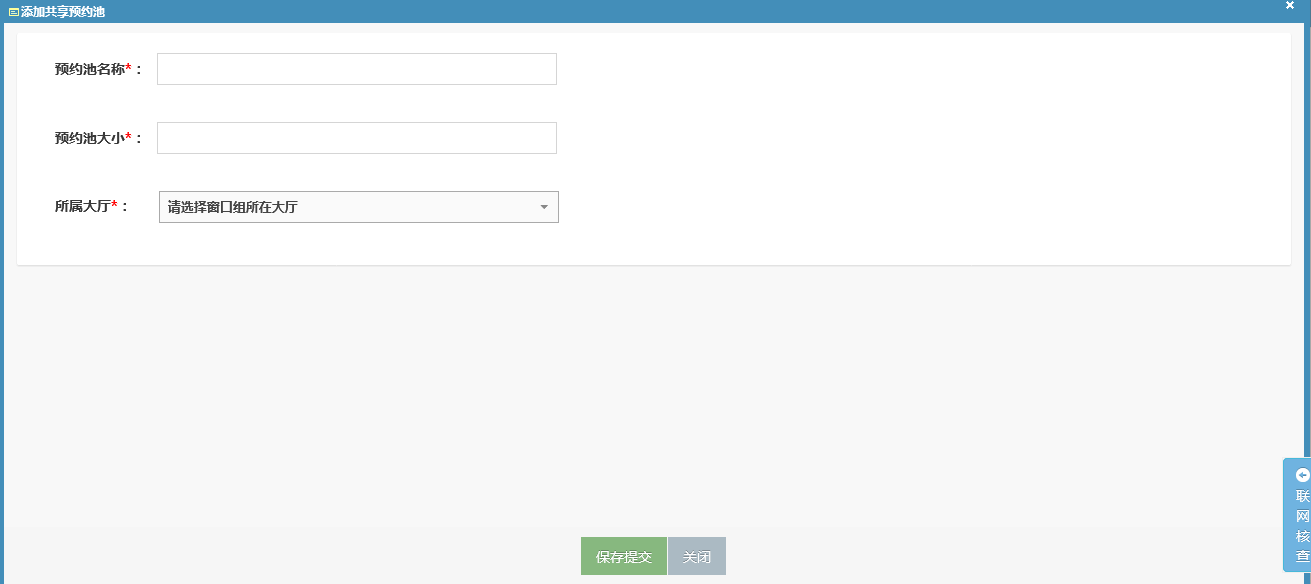 添加共享预约池
预约池名称*：
预约池大小*：
所属大厅*：
请选择窗口组所在大厅
联网核查
保存提交
关闭